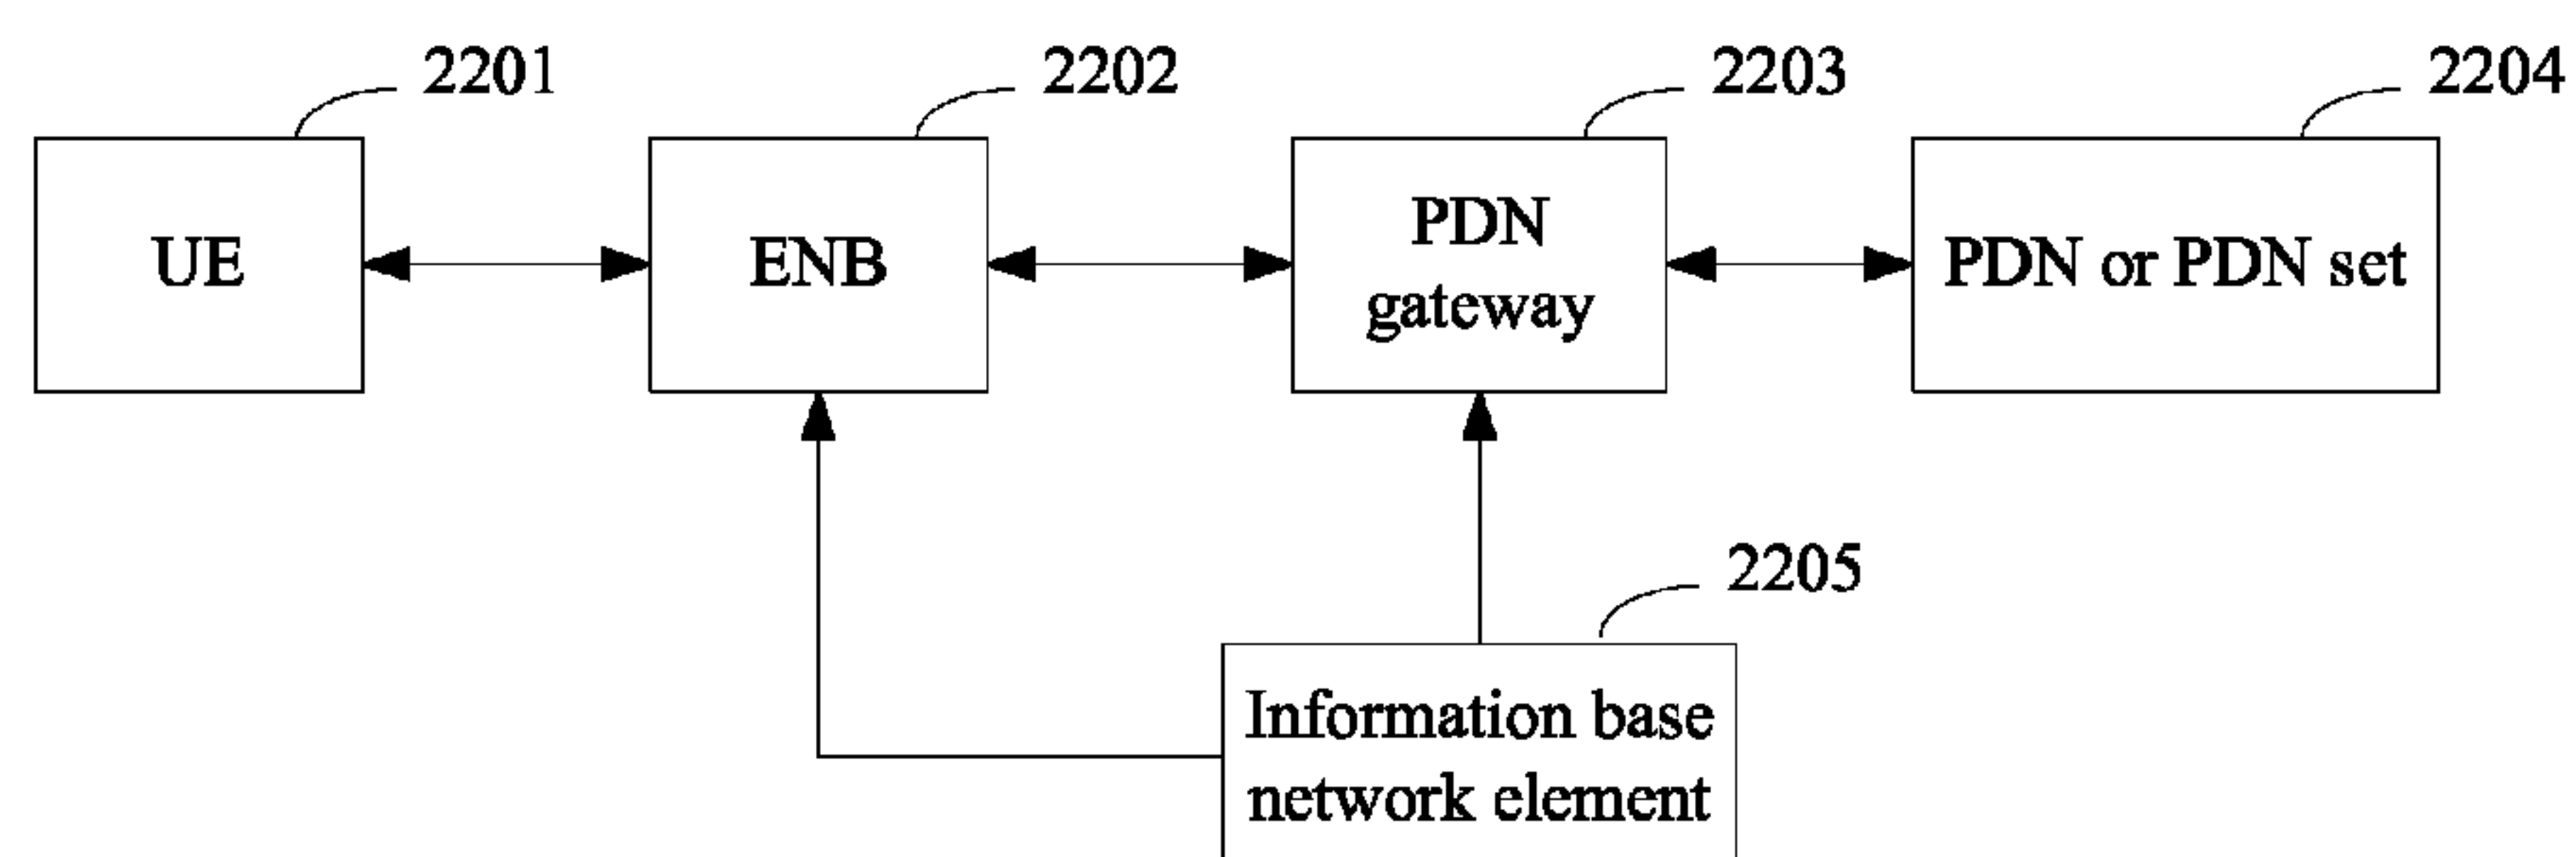 2201
2202
2203
2204
UE
ENB
PDN
gateway
PDN or PDN set
2205
Information base
network element